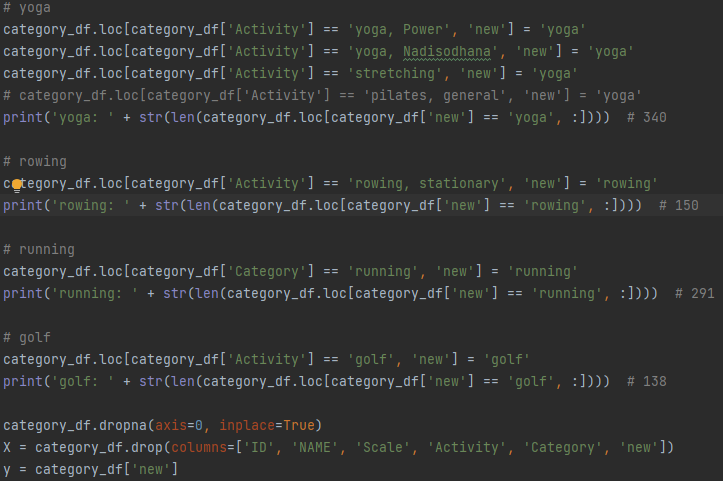 # yoga
category_df.loc[category_df['Activity'] == 'yoga, Power', 'new'] = 'yoga'
category_df.loc[category_df['Activity'] == 'yoga, Nadisodhana', 'new'] = 'yoga'
category_df.loc[category_df['Activity'] == 'stretching', 'new'] = 'yoga'
# category_df.loc[category_df['Activity'] == 'pilates, general', 'new'] = 'yoga'
print('yoga: ' + str(len(category_df.loc[category_df['new'] == 'yoga', :])))  # 340
# rowing
category_df.loc[category_df['Activity'] == 'rowing, stationary', 'new'] = 'rowing'
print('rowing: ' + str(len(category_df.loc[category_df['new'] == 'rowing', :])))  # 150
# running
category_df.loc[category_df['Category'] == 'running', 'new'] = 'running'
print('running: ' + str(len(category_df.loc[category_df['new'] == 'running', :])))  # 291
# golf
category_df.loc[category_df['Activity'] == 'golf', 'new'] = 'golf'
print('golf: ' + str(len(category_df.loc[category_df['new'] == 'golf', :])))  # 138
category_df.dropna(axis=0, inplace=True)
X = category_df.drop(columns=['ID', 'NAME', 'Scale', 'Activity', 'Category', 'new'])
y = category_df['new']